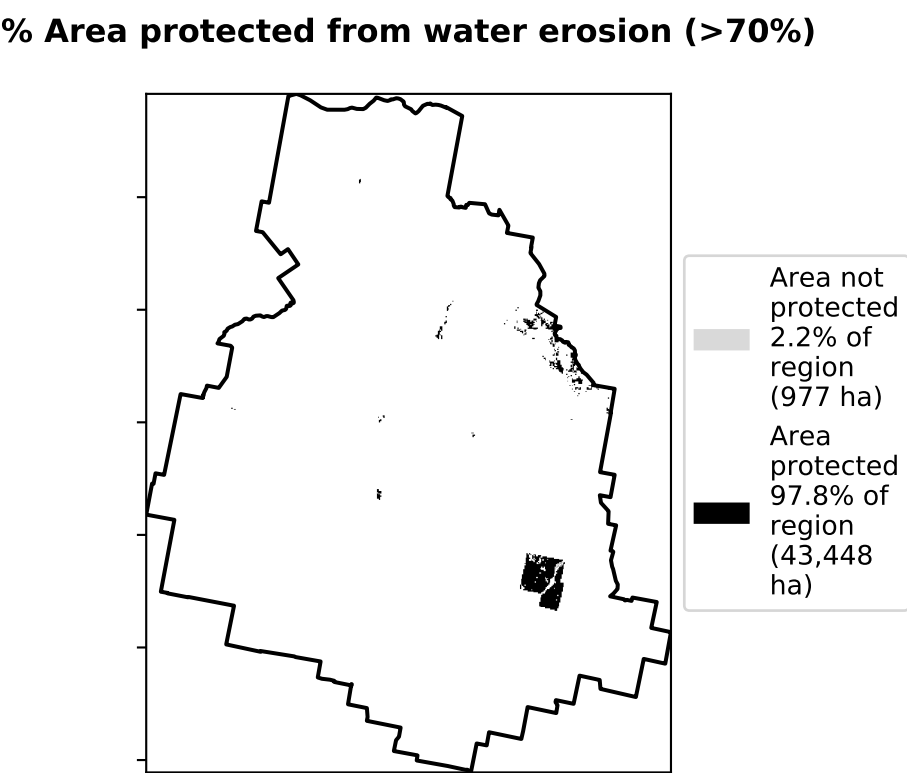 % Area protected from water erosion (>70%)
Area not
protected
2.2% of
region
(977 ha)
Area
protected
97.8% of
region
(43,448
ha)